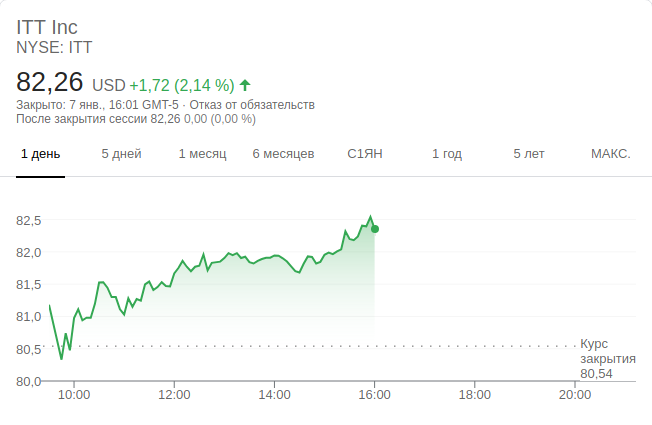 ITT Inc
NYSE: ITT
82,26 USD +1,72 (2,14 %)
Закрыто: 7 янв., 16:01 GMT-5 · Отказ от обязательств
После закрытия сессии 82,26 0,00 (0,00 %)
1 день 5 дней 1 месяц 6 месяцев С1ЯН 1 год 5 лет МАКС.
82,5
82,0
81,5
81,0
80,5
80,0
Курс
закрытия
80,54
10:00 12:00 14:00 16:00 18:00 20:00